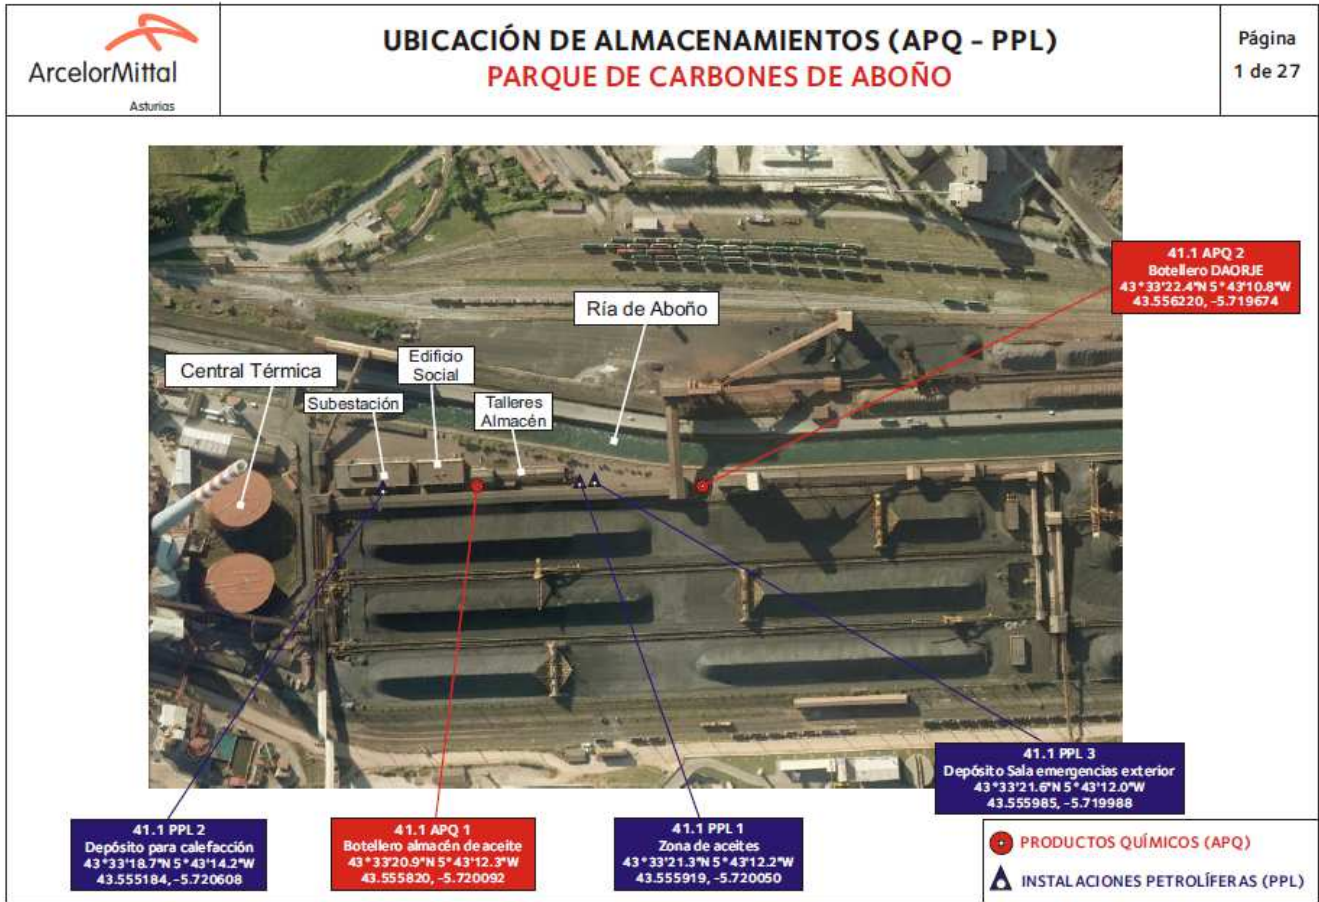 ArcelorMittal
Asturias
UBICACIÓN DE ALMACENAMIENTOS (APQ - PPL)
PARQUE DE CARBONES DE ABOÑO
Página
1 de 27
41.1 APQ 2
Botellero DAORJE
43°33'22.4"N 5°43'10.8"W
43.556220, -5.719674
Ría de Aboño
Central Térmica
Edificio
Social
Subestación
Talleres
Almacén
41.1 PPL 3
Depósito Sala emergencias exterior
43°33'21.6"N 5°43'12.0"W
43.555985, -5.719988
41.1 PPL 2
Depósito para calefacción
43°33'18.7"N 5°43'14.2"W
43.555184, -5.720608
41.1 APQ 1
Botellero almacén de aceite
43°33'20.9"N 5°43'12.3"W
43.555820, -5.720092
41.1 PPL 1
Zona de aceites
43°33'21.3"N 5°43'12.2"W
43.555919, -5.720050
PRODUCTOS QUÍMICOS (APQ)
INSTALACIONES PETROLÍFERAS (PPL)